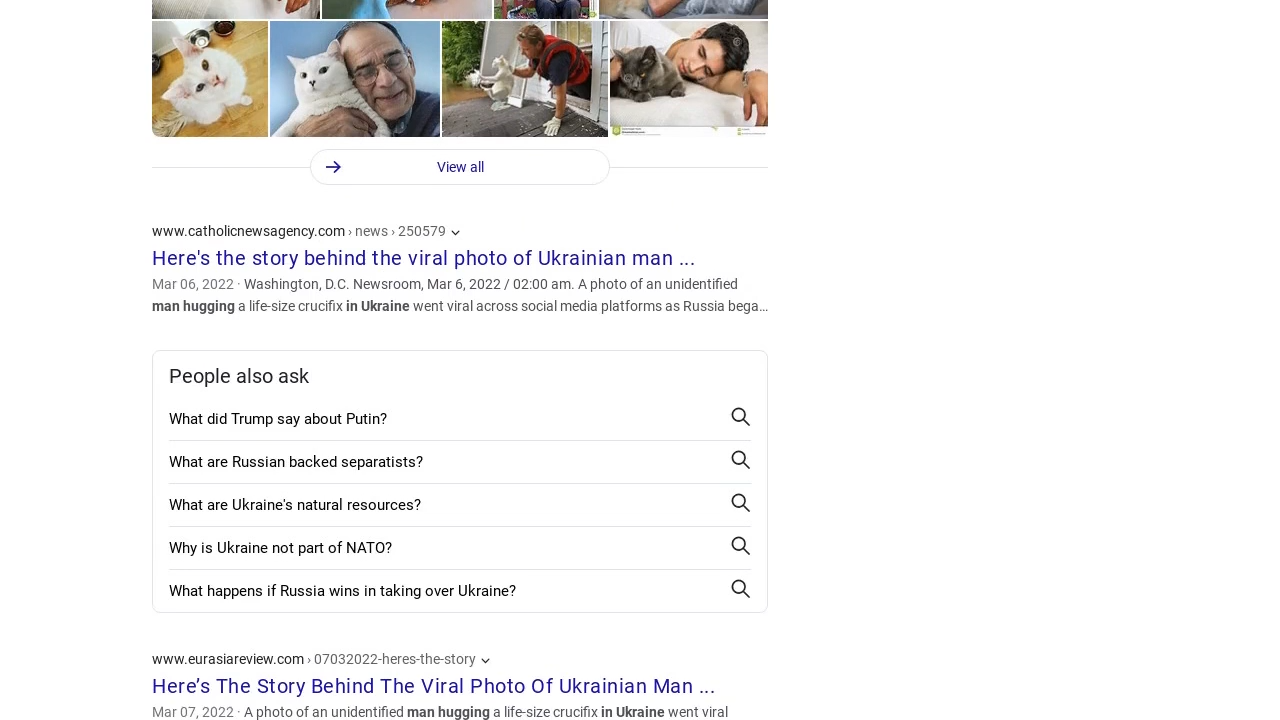 View all
www.catholicnewsagency.com › news › 250579
Here's the story behind the viral photo of Ukrainian man ...
Mar 06, 2022 · Washington, D.C. Newsroom, Mar 6, 2022 / 02:00 am. A photo of an unidentified
man hugging a life-size crucifix in Ukraine went viral across social media platforms as Russia bega...
People also ask
What did Trump say about Putin?
What are Russian backed separatists?
What are Ukraine's natural resources?
Why is Ukraine not part of NATO?
What happens if Russia wins in taking over Ukraine?
www.eurasiareview.com › 07032022-heres-the-story
Here’s The Story Behind The Viral Photo Of Ukrainian Man ...
Mar 07, 2022 · A photo of an unidentified man hugging a life-size crucifix in Ukraine went viral